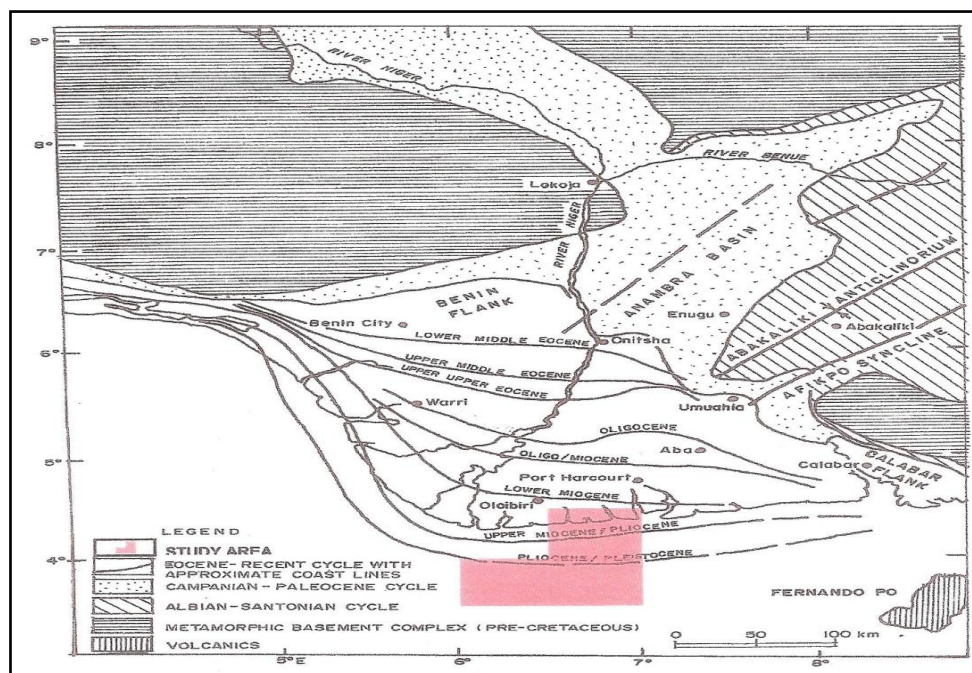 9°
RIVER NIGER
8°
RIVER BENUE
Lokoja
7°
RIVER NIGER
ANAMBRA BASIN
BENIN FLANK
Enugu
ABAKALIKI ANTICLINORIUM
Benin City
Abakaliki
LOWER MIDDLE EOCENE
Onitsha
6°
UPPER MIDDLE EOCENE
AFIKPO SYNCLINE
UPPER UPPER EOCENE
Warri
Umuahia
OLIGOCENE
Aba
OLIGO/MIOCENE
5°
Calabar
CALABAR FLANK
Port Harcourt
LOWER MIOCENE
Oloibiri
UPPER MIOCENE/PLIOCENE
LEGEND
STUDY AREA
4°
PLIOCENE/PLEISTOCENE
EOCENE-RECENT CYCLE WITH
APPROXIMATE COAST LINES
CAMPANIAN-PALEOCENE CYCLE
FERNANDO PO
ALBIAN-SANTONIAN CYCLE
METAMORPHIC BASEMENT COMPLEX (PRE-CRETACEOUS)
0 50 100 km
VOLCANICS
5°E 6° 7° 8°